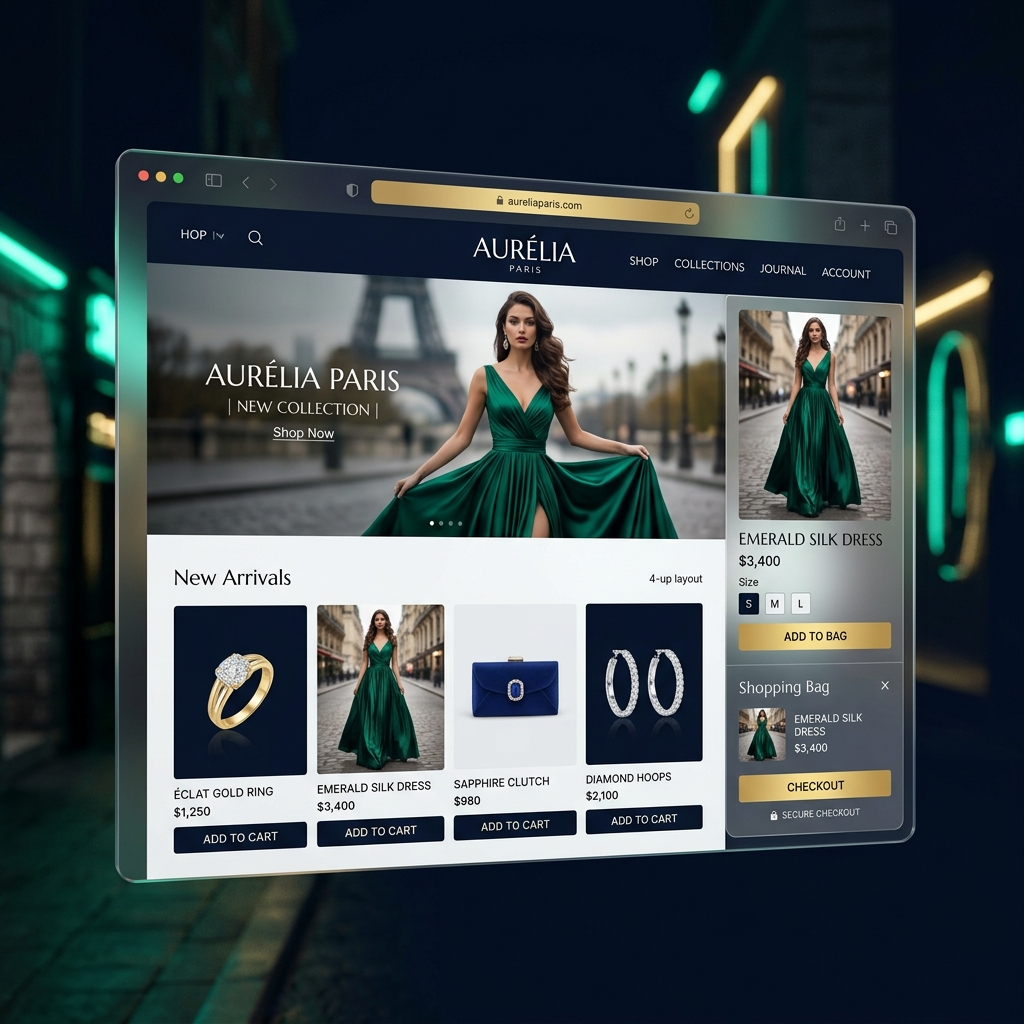 aureliaparis.com
HOP
AURÉLIA
PARIS
SHOP COLLECTIONS JOURNAL ACCOUNT
AURÉLIA PARIS
| NEW COLLECTION |
Shop Now
New Arrivals
4-up layout
ÉCLAT GOLD RING
$1,250
ADD TO CART
EMERALD SILK DRESS
$3,400
ADD TO CART
SAPPHIRE CLUTCH
$980
ADD TO CART
DIAMOND HOOPS
$2,100
ADD TO CART
EMERALD SILK DRESS
$3,400
Size
S M L
ADD TO BAG
Shopping Bag
EMERALD SILK
DRESS
$3,400
CHECKOUT
SECURE CHECKOUT